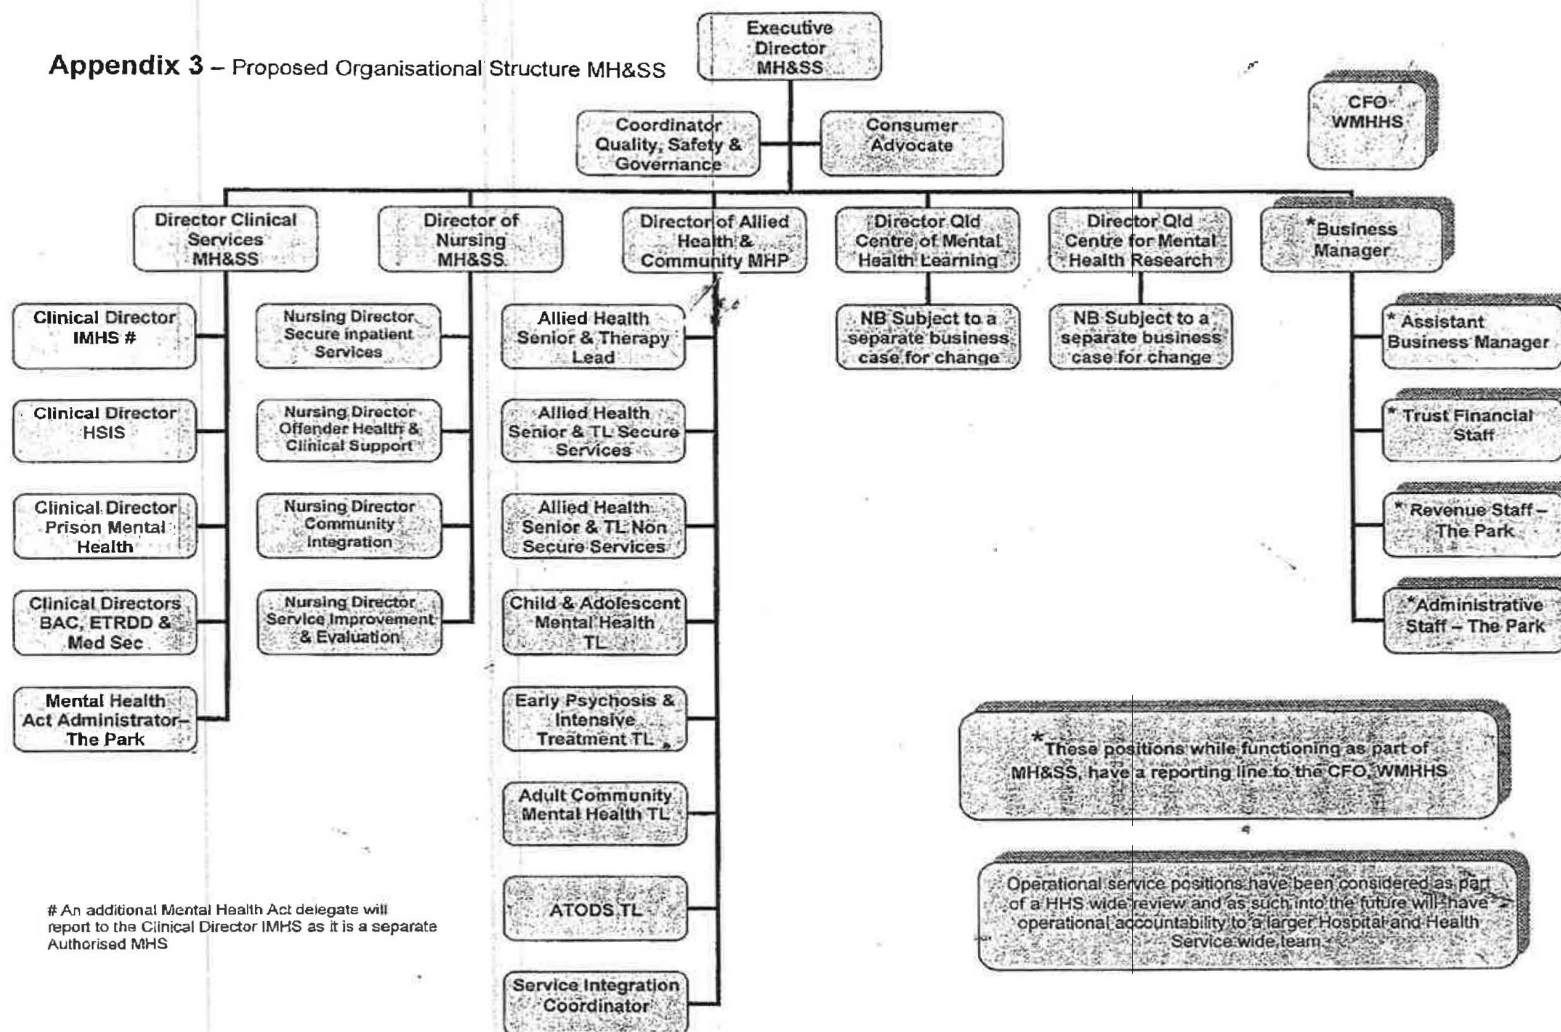 Appendix 3 – Proposed Organisational Structure MH&SS
Executive
Director
MH&SS
CFO
WMHHS
Coordinator
Quality, Safety &
Governance
Consumer
Advocate
Director Clinical
Services
MH&SS
Director of
Nursing
MH&SS
Director of Allied
Health &
Community MHP
Director Qld
Centre of Mental
Health Learning
Director Qld
Centre for Mental
Health Research
*Business
Manager
Clinical Director
IMHS #
Clinical Director
HSIS
Clinical Director
Prison Mental
Health
Clinical Directors
BAC, ETRDD &
Med Sec
Mental Health
Act Administrator–
The Park
Nursing Director
Secure inpatient
Services
Nursing Director
Offender Health &
Clinical Support
Nursing Director
Community
Integration
Nursing Director
Service Improvement
& Evaluation
Allied Health
Senior & Therapy
Lead
Allied Health
Senior & TL Secure
Services
Allied Health
Senior & TL Non
Secure Services
Child & Adolescent
Mental Health
TL
Early Psychosis &
Intensive
Treatment TL
Adult Community
Mental Health TL
ATODS TL
Service Integration
Coordinator
NB Subject to a
separate business
case for change
NB Subject to a
separate business
case for change
* Assistant
Business Manager
* Trust Financial
Staff
* Revenue Staff –
The Park
*Administrative
Staff – The Park
*These positions while functioning as part of
MH&SS, have a reporting line to the CFO, WMHHS
Operational service positions have been considered as part
of a HHS wide review and as such into the future will have
operational accountability to a larger Hospital and Health
Service wide team
# An additional Mental Health Act delegate will
report to the Clinical Director IMHS as it is a separate
Authorised MHS